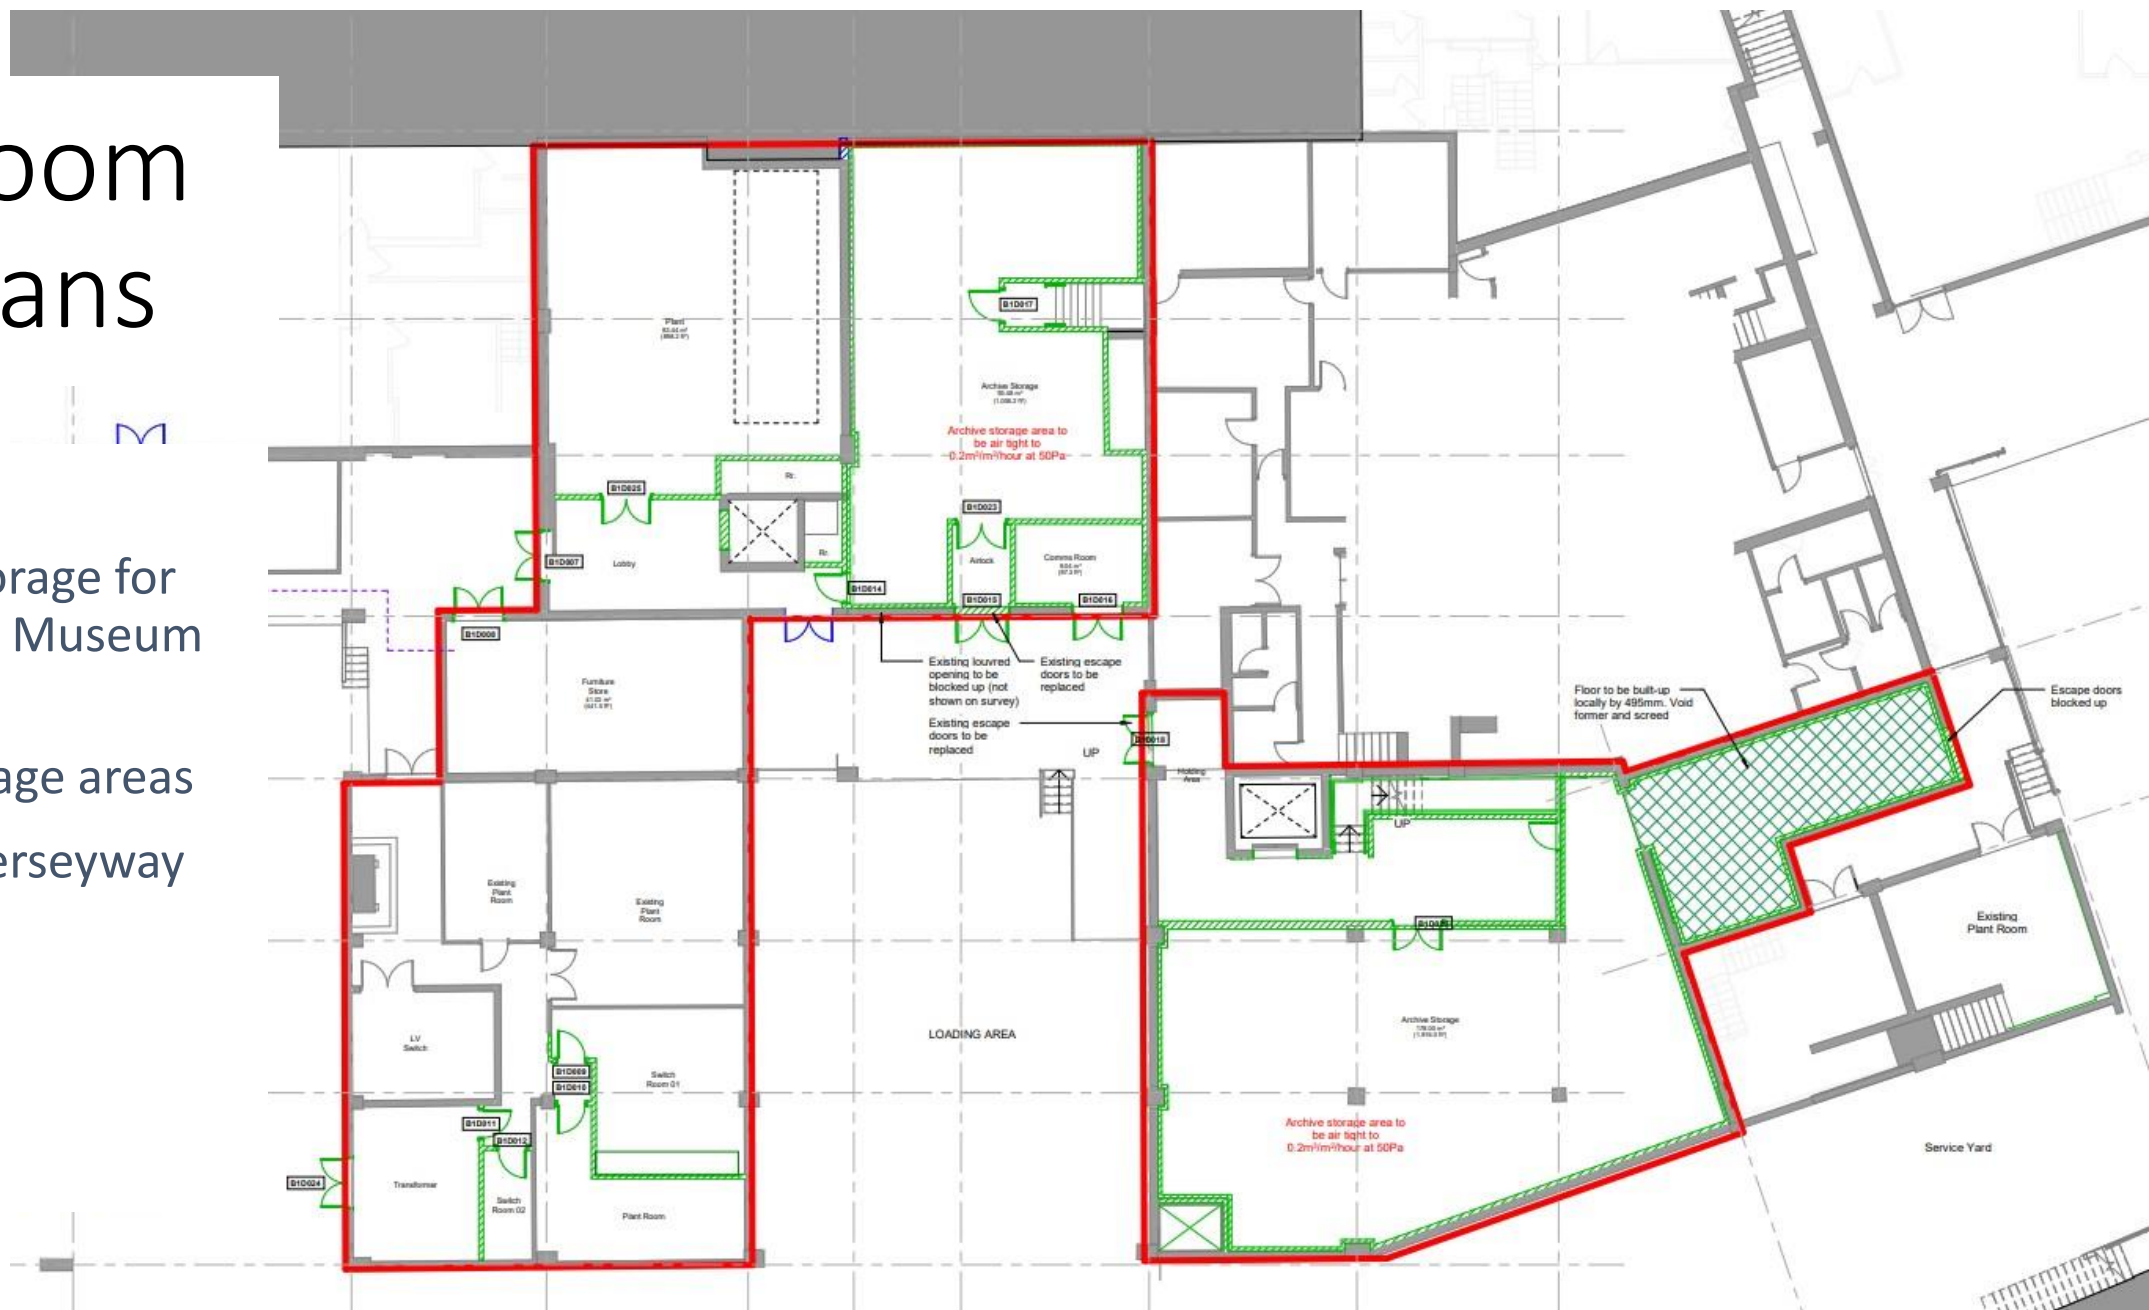 oom
ans
orage for
Museum
age areas
erseyway
Plant
B1D017
Archive Storage
Archive storage area to
be air tight to
0.2m³/m²/hour at 50Pa
B1D025
Rr.
B1D023
B1D007
Lobby
Rr.
Airlock
Comms Room
B1D014
B1D015
B1D016
B1D008
Furniture
Store
Existing louvred
opening to be
blocked up (not
shown on survey)
Existing escape
doors to be
replaced
Existing escape
doors to be
replaced
UP
B1D018
Holding
Area
UP
Floor to be built-up
locally by 495mm. Void
former and screed
Escape doors
blocked up
Existing
Plant
Room
Existing
Plant
Room
Existing
Plant Room
LV
Switch
LOADING AREA
Archive Storage
B1D009
B1D010
Switch
Room 01
B1D011
B1D012
Archive storage area to
be air tight to
0.2m³/m²/hour at 50Pa
Service Yard
B1D024
Transformer
Switch
Room 02
Plant Room